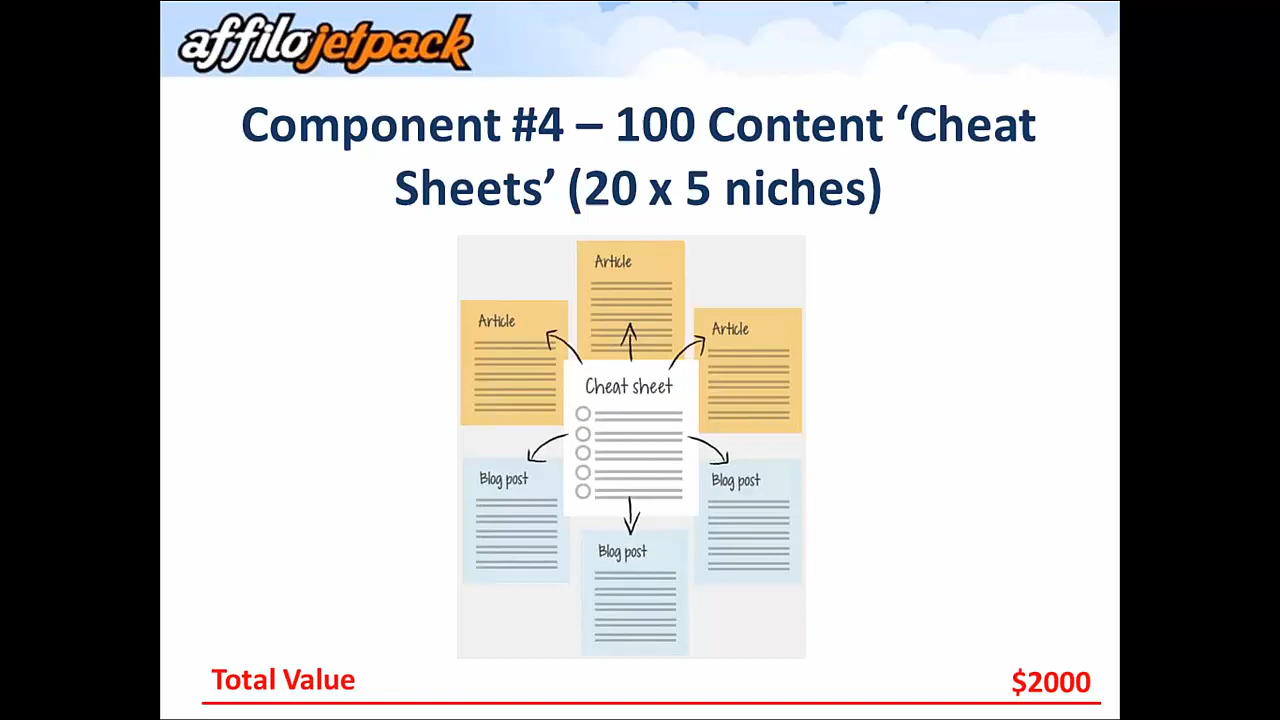 affilojetpack
Component #4 – 100 Content ‘Cheat
Sheets’ (20 x 5 niches)
Article
Article
Article
Cheat sheet
Blog post
Blog post
Blog post
Total Value $2000